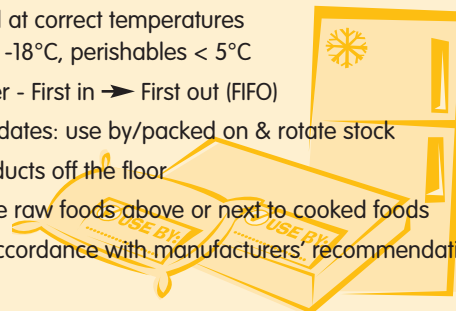 l at correct temperatures
-18°C, perishables < 5°C
er - First in → First out (FIFO)
dates: use by/packed on & rotate stock
ducts off the floor
e raw foods above or next to cooked foods
ccordance with manufacturers' recommendati
USE BY: USE BY: